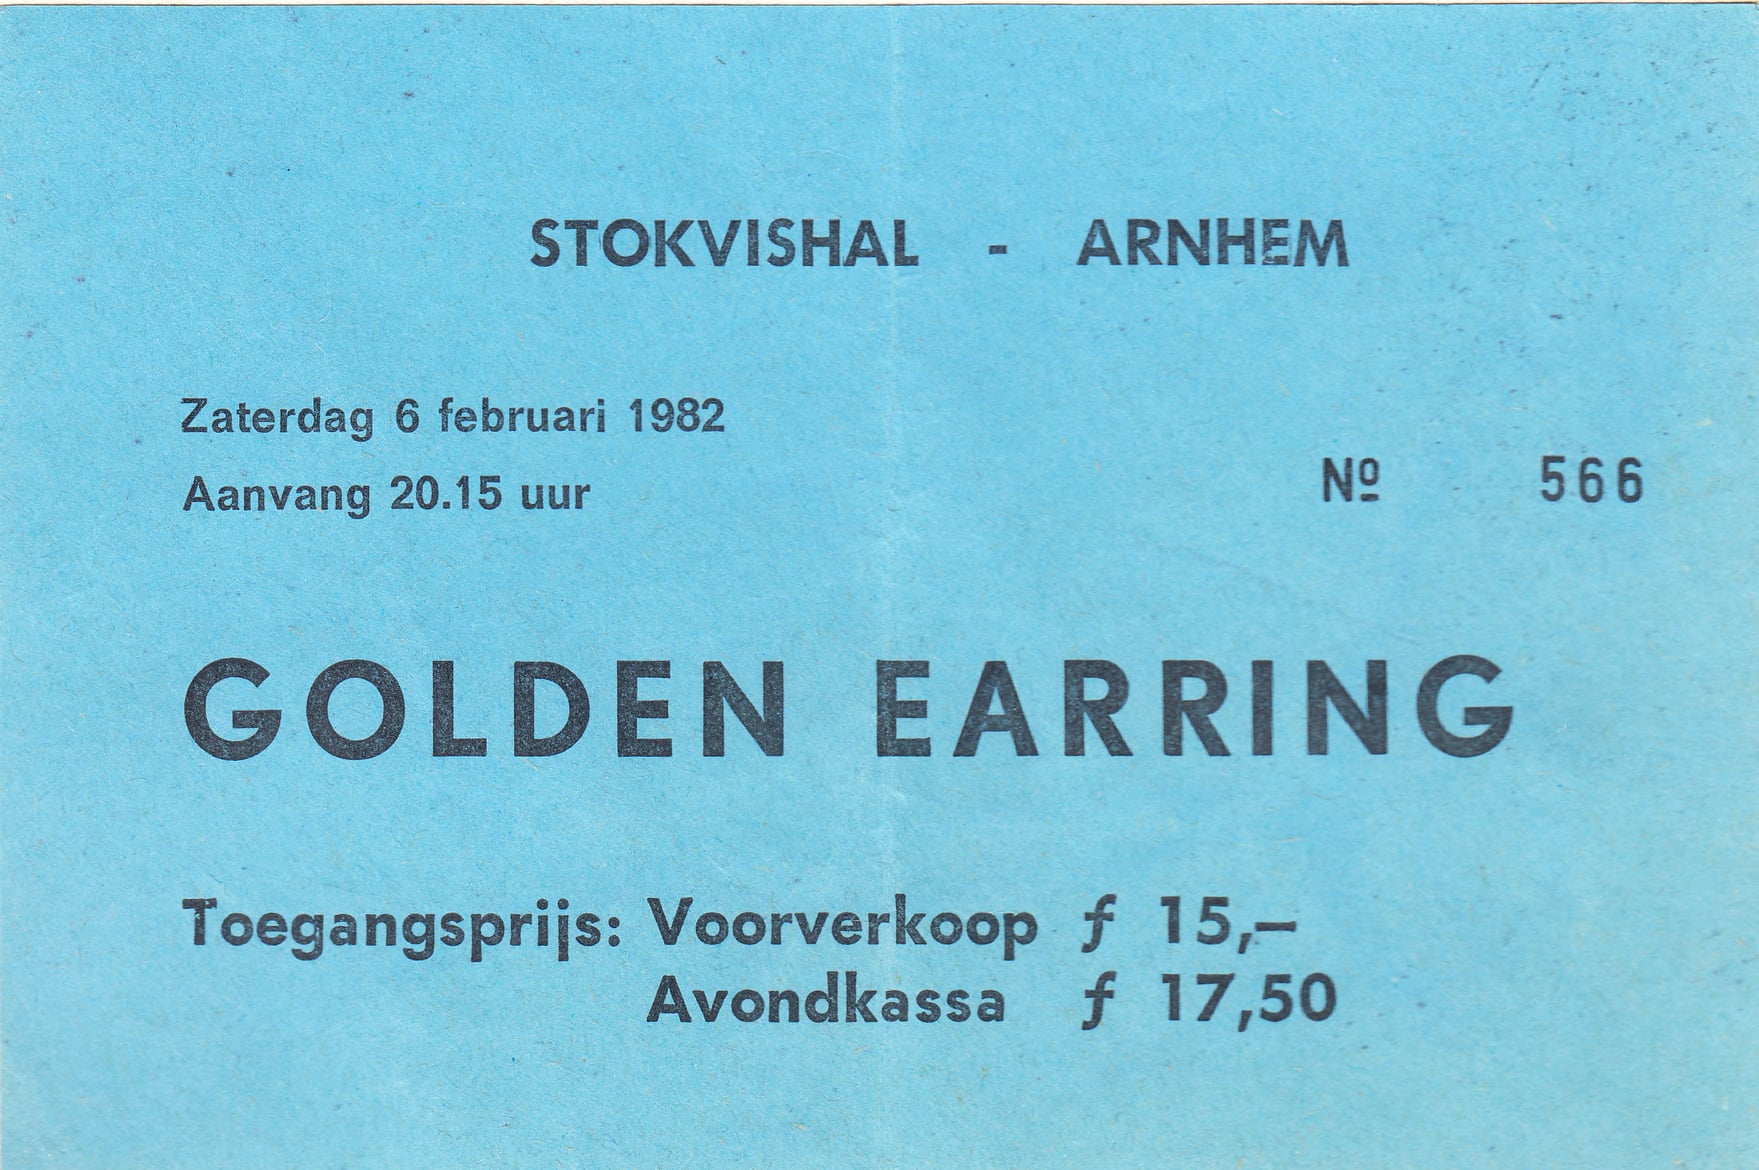 STOKVISHAL - ARNHEM
Zaterdag 6 februari 1982
Aanvang 20.15 uur
Nº 566
GOLDEN EARRING
Toegangsprijs: Voorverkoop ƒ 15,—
Avondkassa ƒ 17,50